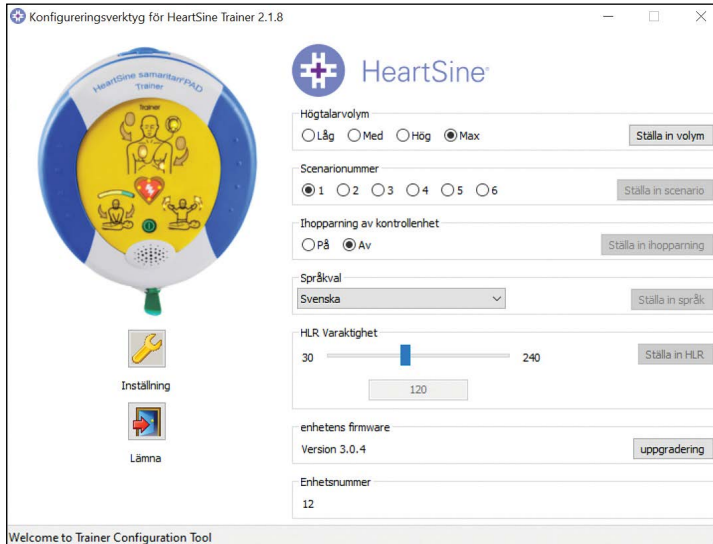 Konfigureringsverktyg för HeartSine Trainer 2.1.8
HeartSine samaritan PAD
Trainer
Trainer
HeartSine
Högtalarvolym
Låg Med Hög Max Ställa in volym
Scenarionummer
1 2 3 4 5 6 Ställa in scenario
Ihopparning av kontrollenhet
På Av Ställa in ihopparning
Språkval
Svenska Ställa in språk
HLR Varaktighet
30 240 Ställa in HLR
120
Inställning
Lämna
enhetens firmware
Version 3.0.4 uppgradering
Enhetsnummer
12
Welcome to Trainer Configuration Tool